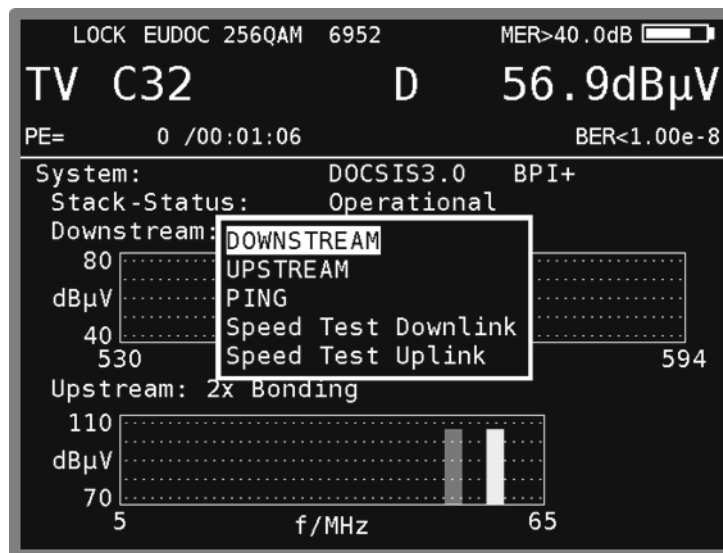 LOCK EUDOC 256QAM 6952 MER>40.0dB
TV C32 D 56.9dBµV
PE= 0 /00:01:06 BER<1.00e-8
System: DOCSIS3.0 BPI+
Stack-Status: Operational
Downstream:
DOWNSTREAM
UPSTREAM
PING
Speed Test Downlink
Speed Test Uplink
80
dBµV
40
530 594
Upstream: 2x Bonding
110
dBµV
70
5 f/MHz 65